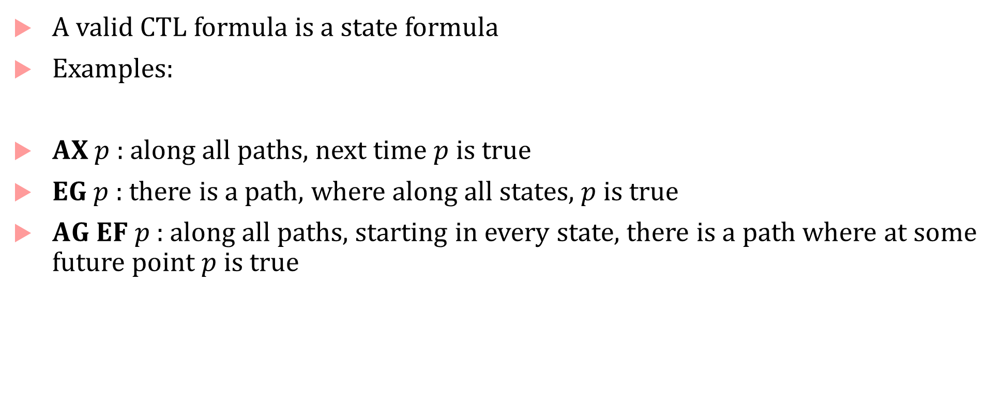 A valid CTL formula is a state formula
Examples:
AX p : along all paths, next time p is true
EG p : there is a path, where along all states, p is true
AG EF p : along all paths, starting in every state, there is a path where at some
future point p is true